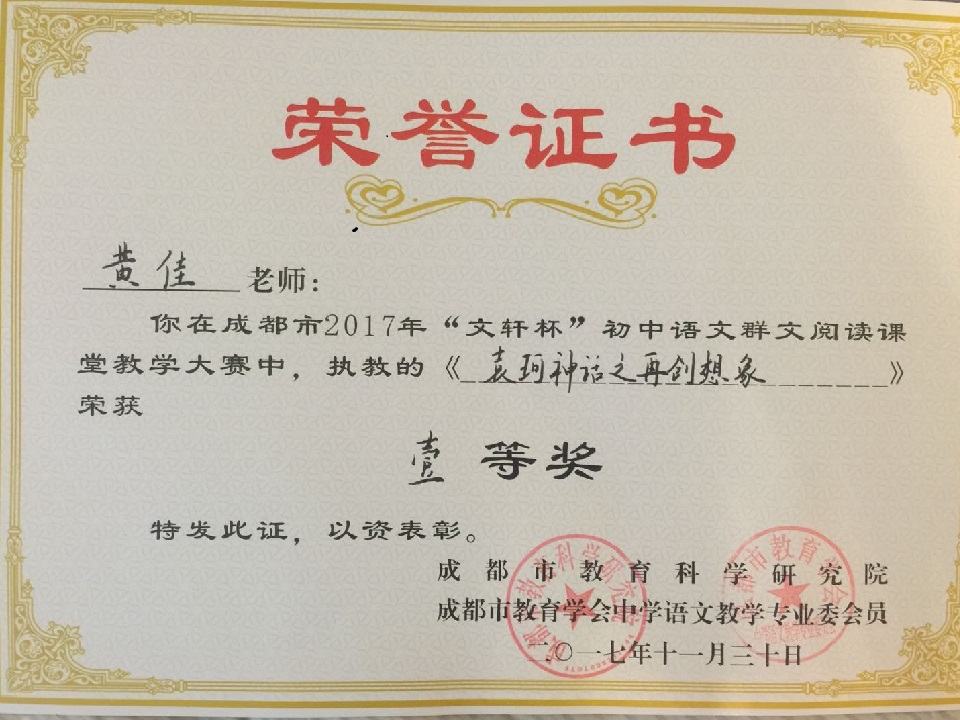 荣誉证书
黄佳老师：
你在成都市2017年“文轩杯”初中语文群文阅读课
堂教学大赛中，执教的《袁珂神话之再创想象》
荣获
壹等奖
特发此证，以资表彰。
成都市教育科学研究院
成都市教育学会中学语文教学专业委会员
二〇一七年十一月三十日